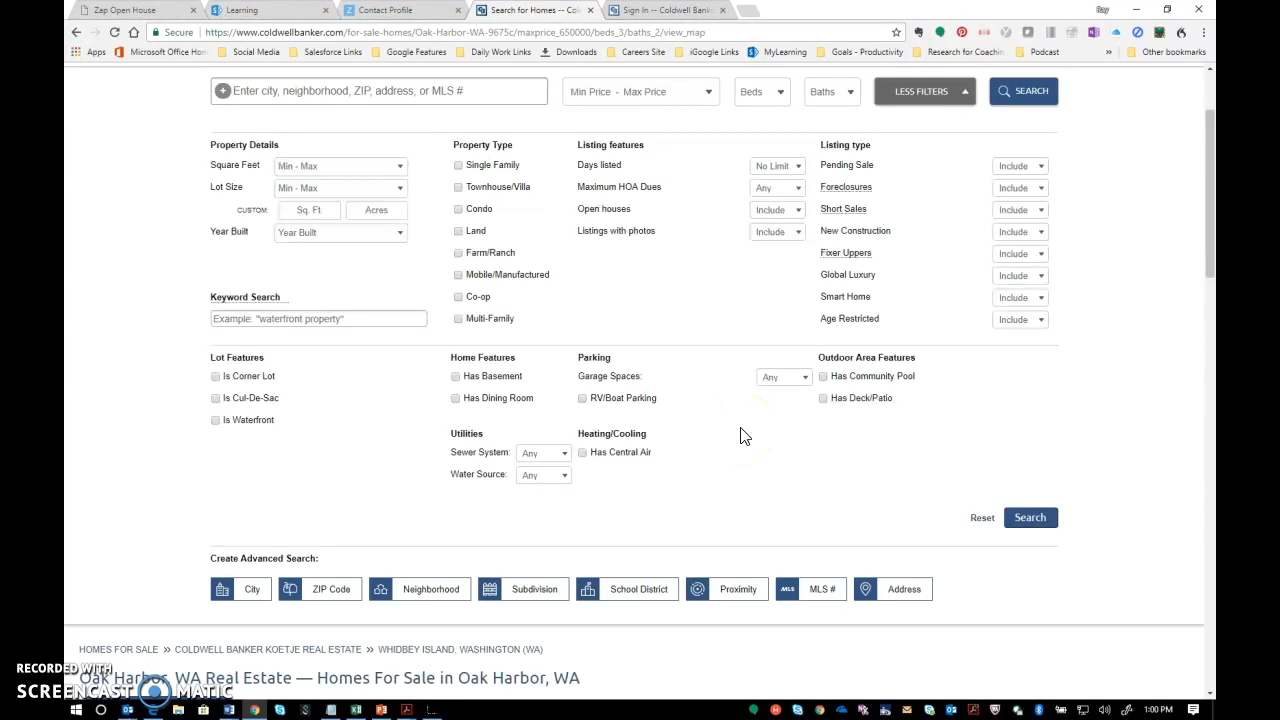 Zap Open House
Learning
Contact Profile
Search for Homes -- Col
Sign In -- Coldwell Banke
Ray
Secure
https://www.coldwellbanker.com/for-sale-homes/Oak-Harbor-WA-9675c/maxprice_650000/beds_3/baths_2/view_map
Apps
Microsoft Office Hom
Social Media
Salesforce Links
Google Features
Daily Work Links
Downloads
Careers Site
iGoogle Links
MyLearning
Goals - Productivity
Research for Coachin
Podcast
»
Other bookmarks
Enter city, neighborhood, ZIP, address, or MLS #
Min Price - Max Price
Beds
Baths
LESS FILTERS
SEARCH
Property Details
Square Feet
Min - Max
Lot Size
Min - Max
CUSTOM:
Sq. Ft
Acres
Year Built
Year Built
Keyword Search
Example: "waterfront property"
Property Type
Single Family
Townhouse/Villa
Condo
Land
Farm/Ranch
Mobile/Manufactured
Co-op
Multi-Family
Listing features
Days listed
No Limit
Maximum HOA Dues
Any
Open houses
Include
Listings with photos
Include
Listing type
Pending Sale
Include
Foreclosures
Include
Short Sales
Include
New Construction
Include
Fixer Uppers
Include
Global Luxury
Include
Smart Home
Include
Age Restricted
Include
Lot Features
Is Corner Lot
Is Cul-De-Sac
Is Waterfront
Home Features
Has Basement
Has Dining Room
Parking
Garage Spaces:
Any
RV/Boat Parking
Outdoor Area Features
Has Community Pool
Has Deck/Patio
Utilities
Sewer System:
Any
Water Source:
Any
Heating/Cooling
Has Central Air
Reset
Search
Create Advanced Search:
City
ZIP Code
Neighborhood
Subdivision
School District
Proximity
MLS
MLS #
Address
HOMES FOR SALE » COLDWELL BANKER KOETJE REAL ESTATE » WHIDBEY ISLAND, WASHINGTON (WA)
Oak Harbor, WA Real Estate — Homes For Sale in Oak Harbor, WA
RECORDED WITH
SCREENCAST MATIC
1:00 PM